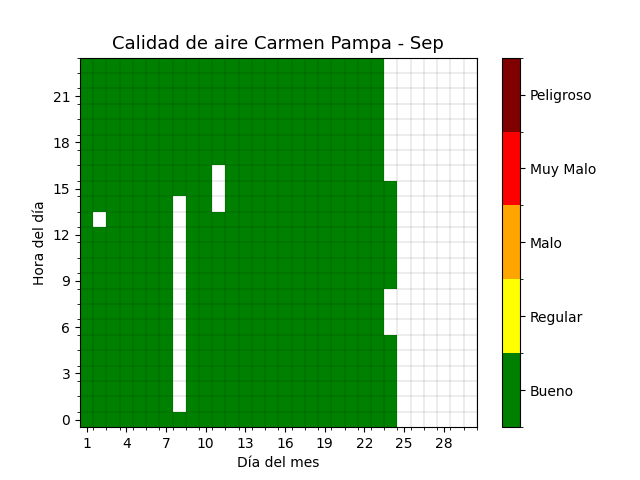 Calidad de aire Carmen Pampa - Sep
Hora del día
21
18
15
12
9
6
3
0
1 4 7 10 13 16 19 22 25 28
Día del mes
Peligroso
Muy Malo
Malo
Regular
Bueno